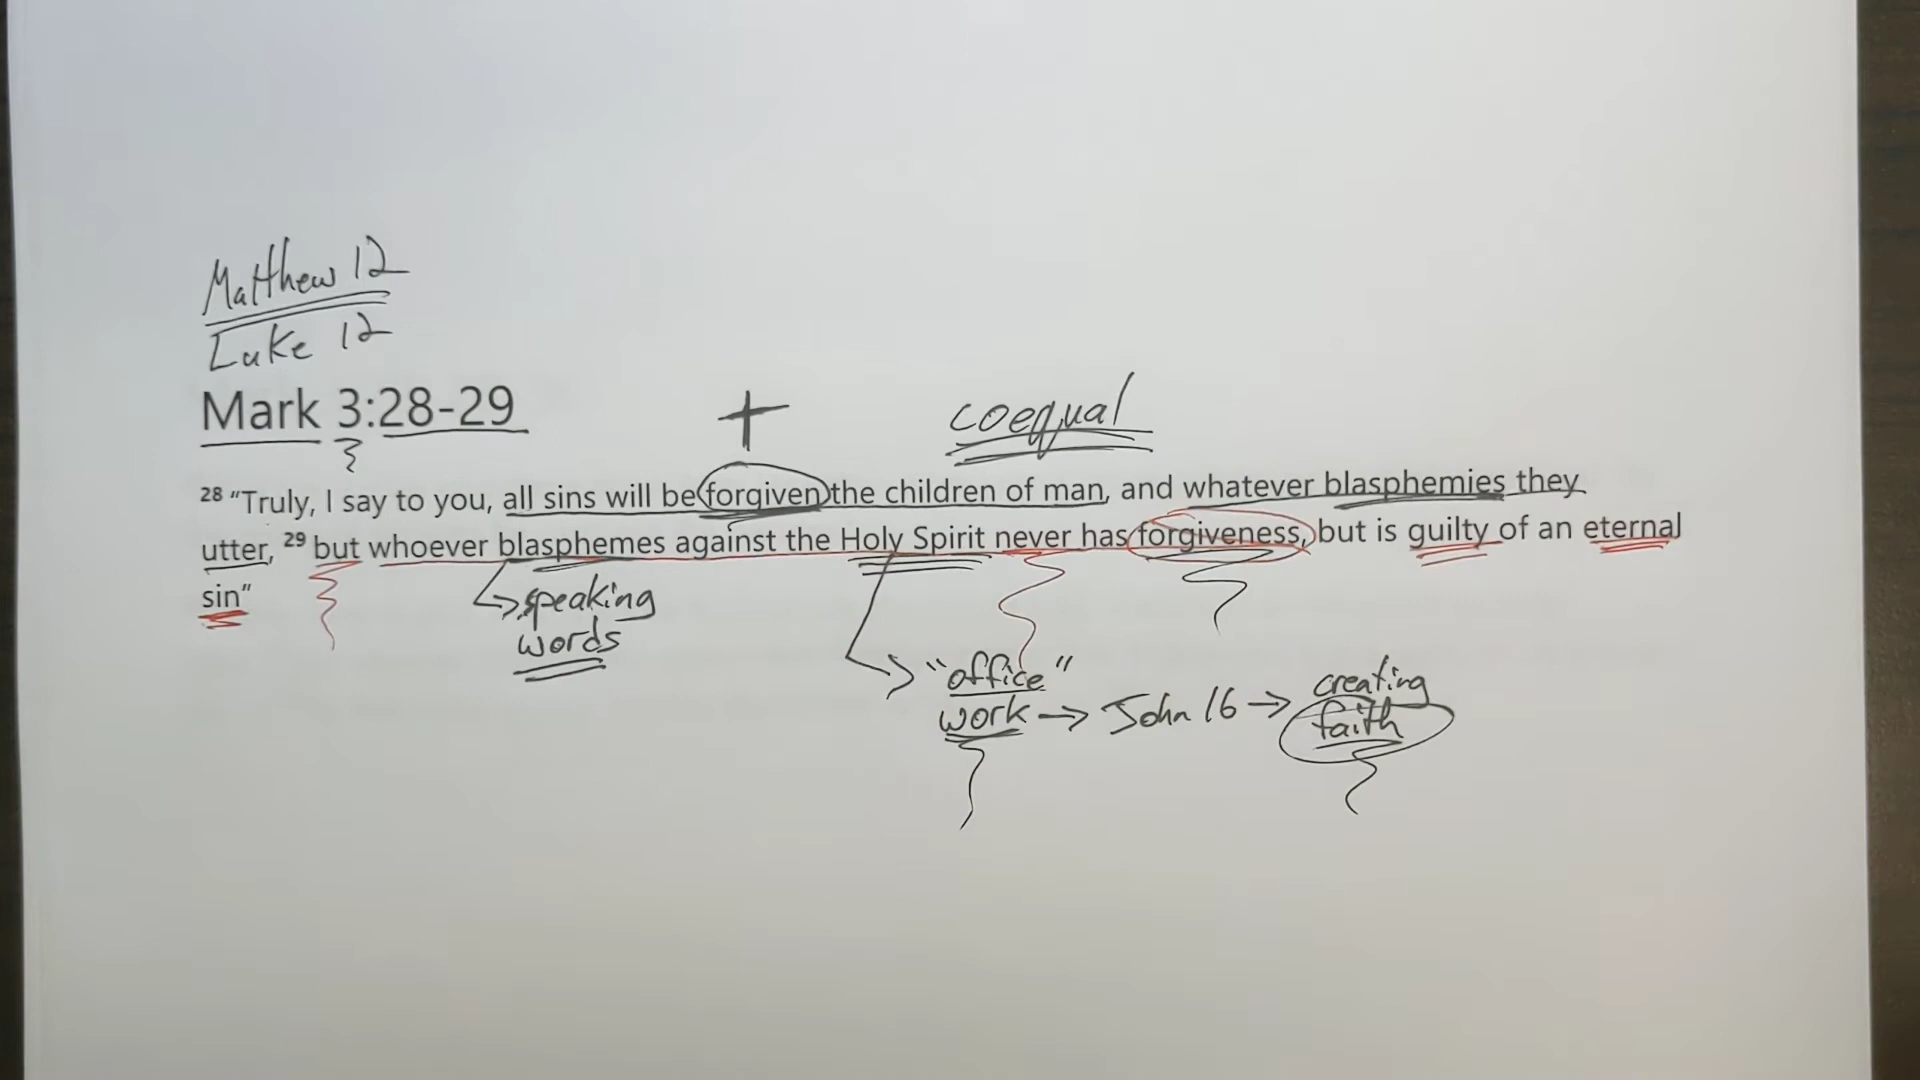 Matthew 12
Luke 12
Mark 3:28-29
+ coequal
28 "Truly, I say to you, all sins will be forgiven the children of man, and whatever blasphemies they
utter, 29 but whoever blasphemes against the Holy Spirit never has forgiveness, but is guilty of an eternal
sin"
speaking
words
"office"
work → John 16 → creating
faith